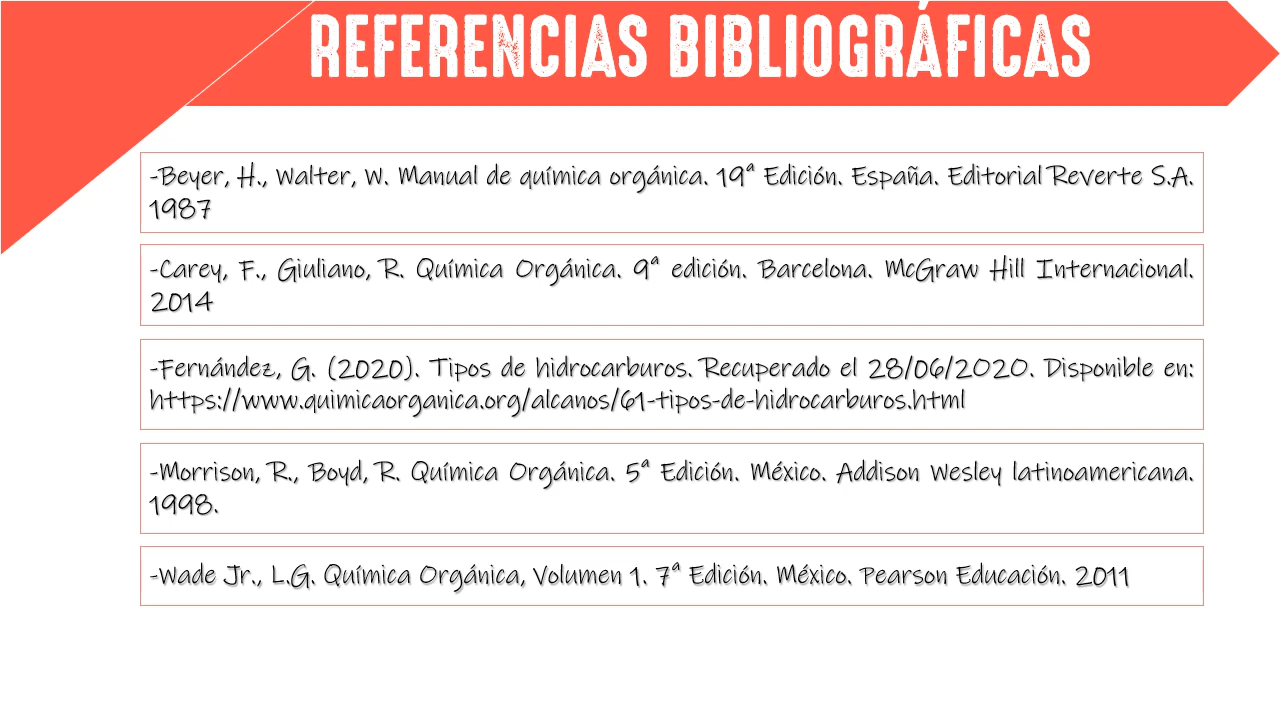 REFERENCIAS BIBLIOGRÁFICAS
-Beyer, H., Walter, W. Manual de química orgánica. 19ª Edición. España. Editorial Reverte S.A.
1987
-Carey, F., Giuliano, R. Química Orgánica. 9ª edición. Barcelona. McGraw Hill Internacional.
2014
-Fernández, G. (2020). Tipos de hidrocarburos. Recuperado el 28/06/2020. Disponible en:
https://www.quimicaorganica.org/alcanos/61-tipos-de-hidrocarburos.html
-Morrison, R., Boyd, R. Química Orgánica. 5ª Edición. México. Addison Wesley latinoamericana.
1998.
-Wade Jr., L.G. Química Orgánica, Volumen 1. 7ª Edición. México. Pearson Educación. 2011